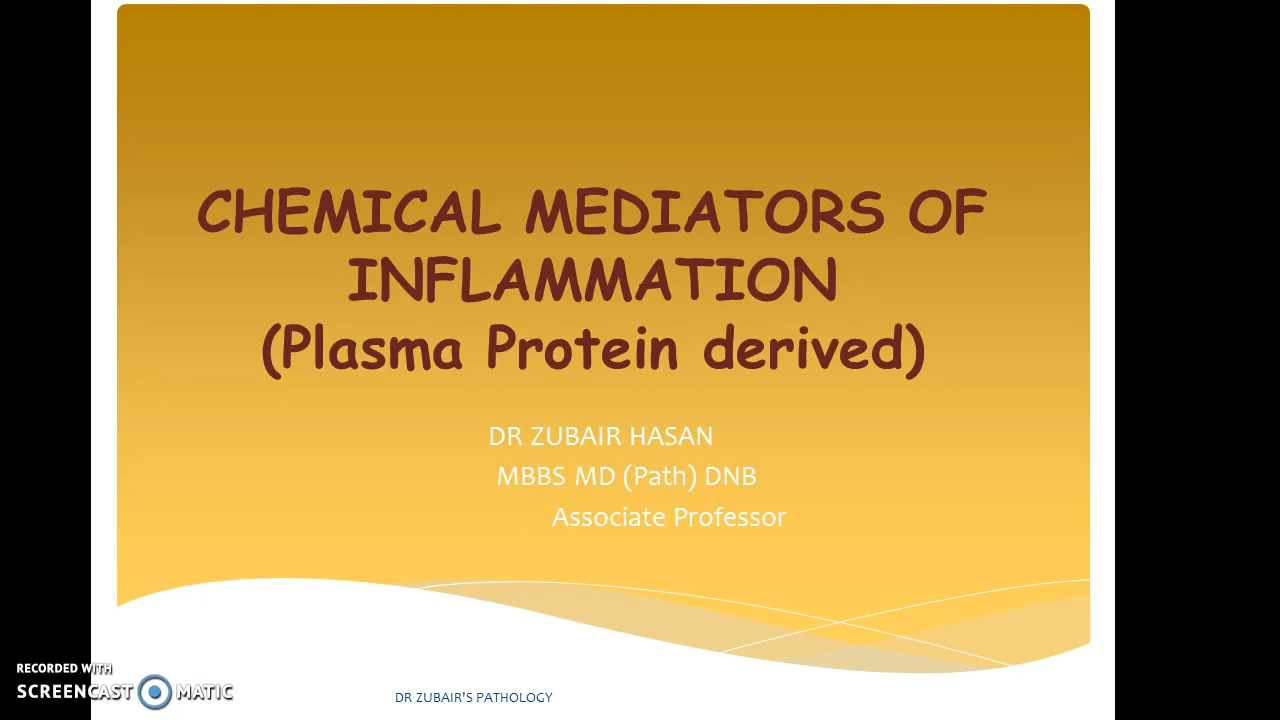 CHEMICAL MEDIATORS OF
INFLAMMATION
(Plasma Protein derived)
DR ZUBAIR HASAN
MBBS MD (Path) DNB
Associate Professor
RECORDED WITH
SCREENCAST MATIC
DR ZUBAIR'S PATHOLOGY